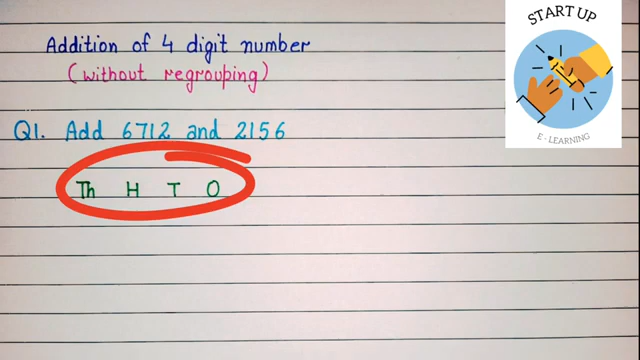 START UP
Addition of 4 digit number
(without regrouping)
E - LEARNING
Q1. Add 6712 and 2156
Th H T O